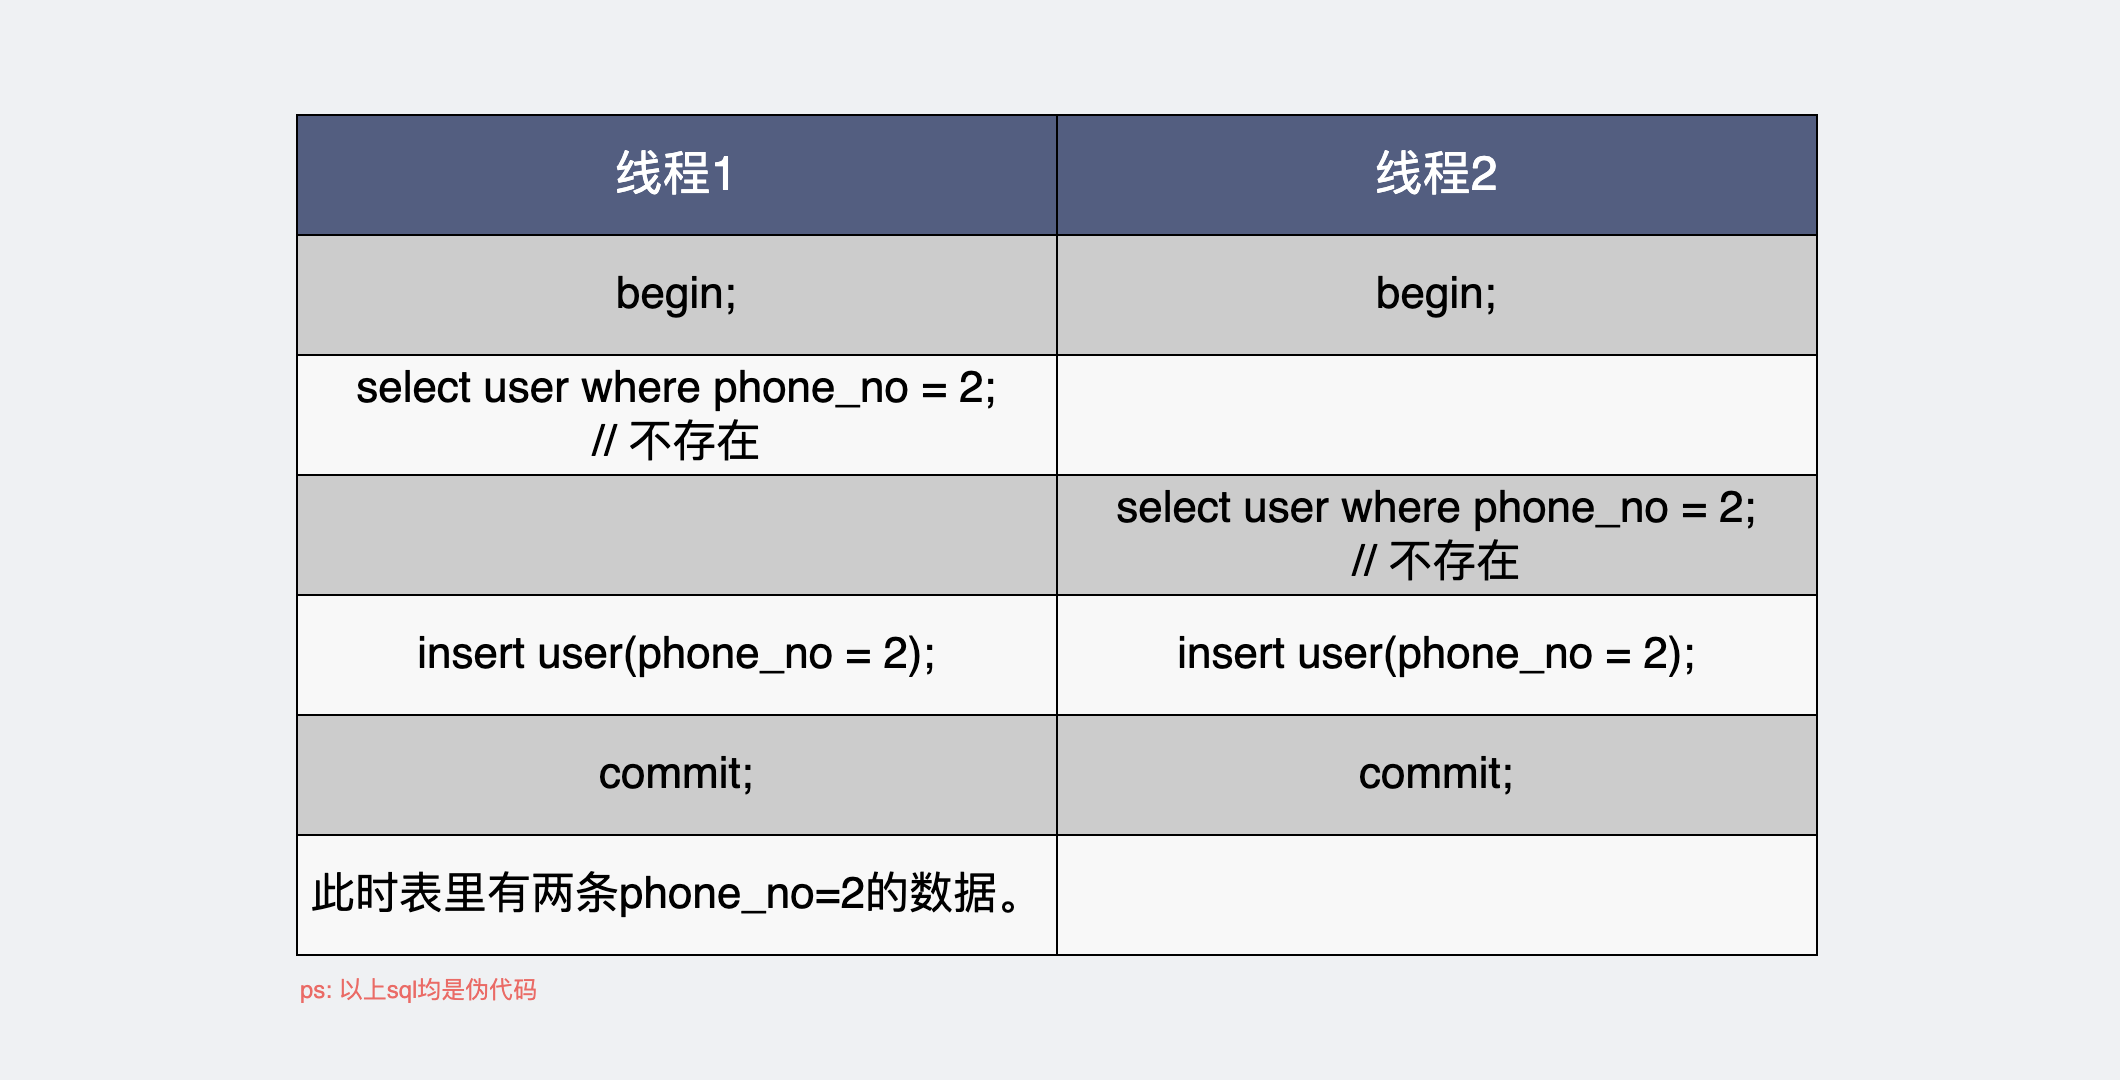 线程1
线程2
begin;
begin;
select user where phone_no = 2;
// 不存在
select user where phone_no = 2;
// 不存在
insert user(phone_no = 2);
insert user(phone_no = 2);
commit;
commit;
此时表里有两条phone_no=2的数据。
ps: 以上sql均是伪代码